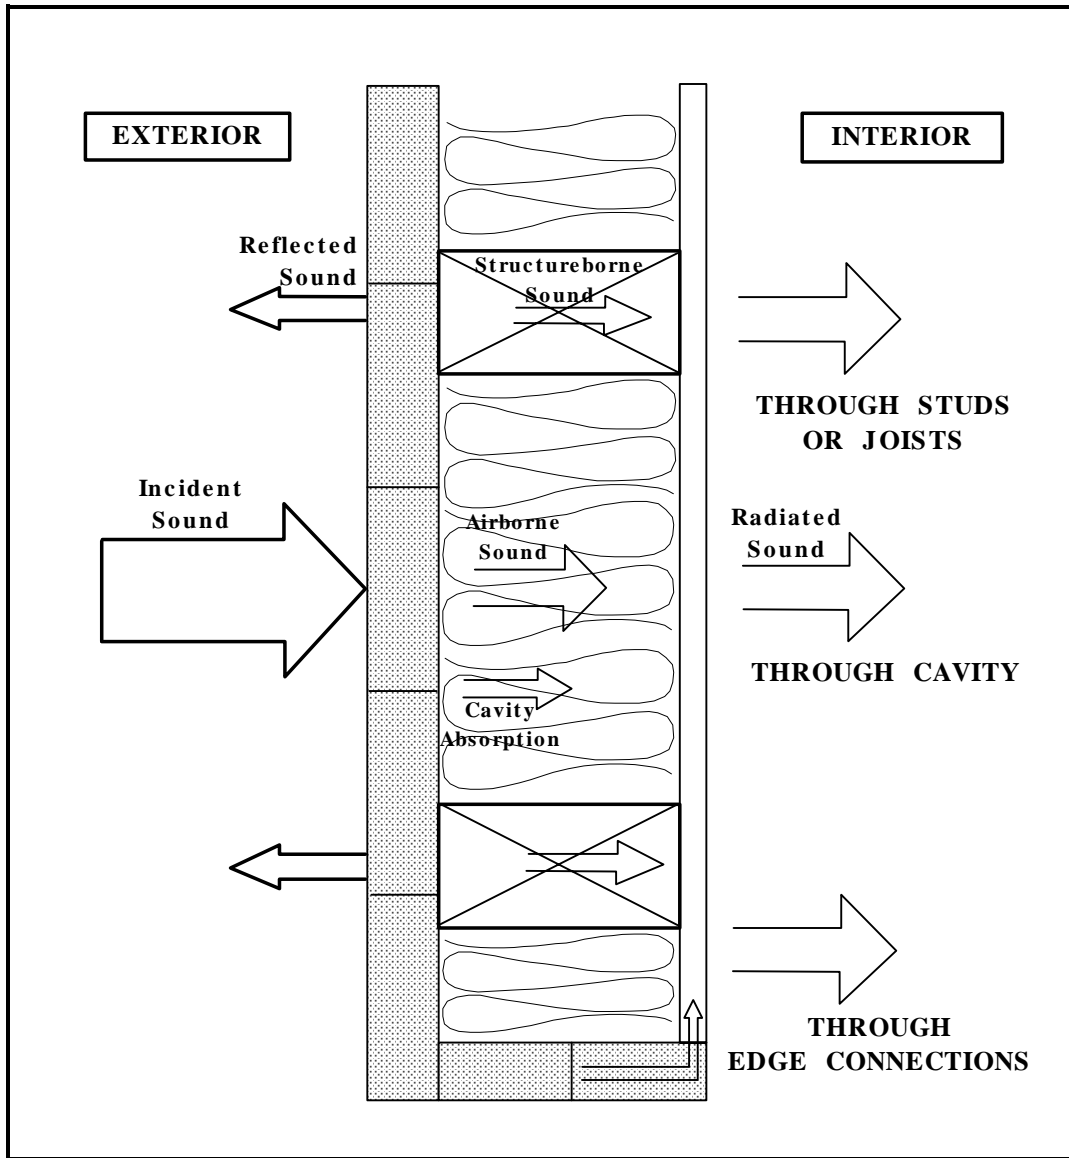 EXTERIOR
INTERIOR
Reflected
Sound
Structureborne
Sound
THROUGH STUDS
OR JOISTS
Incident
Sound
Airborne
Sound
Radiated
Sound
THROUGH CAVITY
Cavity
Absorption
THROUGH
EDGE CONNECTIONS